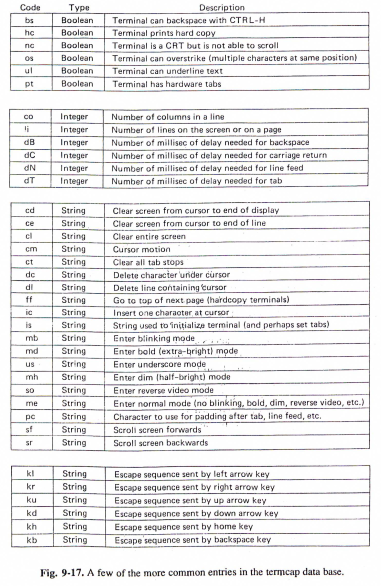 Code Type Description
bs Boolean Terminal can backspace with CTRL-H
hc Boolean Terminal prints hard copy
nc Boolean Terminal is a CRT but is not able to scroll
os Boolean Terminal can overstrike (multiple characters at same position)
ul Boolean Terminal can underline text
pt Boolean Terminal has hardware tabs
co Integer Number of columns in a line
li Integer Number of lines on the screen or on a page
dB Integer Number of millisec of delay needed for backspace
dC Integer Number of millisec of delay needed for carriage return
dN Integer Number of millisec of delay needed for line feed
dT Integer Number of millisec of delay needed for tab
cd String Clear screen from cursor to end of display
ce String Clear screen from cursor to end of line
cl String Clear entire screen
cm String Cursor motion
ct String Clear all tab stops
dc String Delete character under cursor
dl String Delete line containing cursor
ff String Go to top of next page (hardcopy terminals)
ic String Insert one character at cursor
is String String used to initialize terminal (and perhaps set tabs)
mb String Enter blinking mode
md String Enter bold (extra-bright) mode
us String Enter underscore mode
mh String Enter dim (half-bright) mode
so String Enter reverse video mode
me String Enter normal mode (no blinking, bold, dim, reverse video, etc.)
pc String Character to use for padding after tab, line feed, etc.
sf String Scroll screen forwards
sr String Scroll screen backwards
kl String Escape sequence sent by left arrow key
kr String Escape sequence sent by right arrow key
ku String Escape sequence sent by up arrow key
kd String Escape sequence sent by down arrow key
kh String Escape sequence sent by home key
kb String Escape sequence sent by backspace key
Fig. 9-17. A few of the more common entries in the termcap data base.